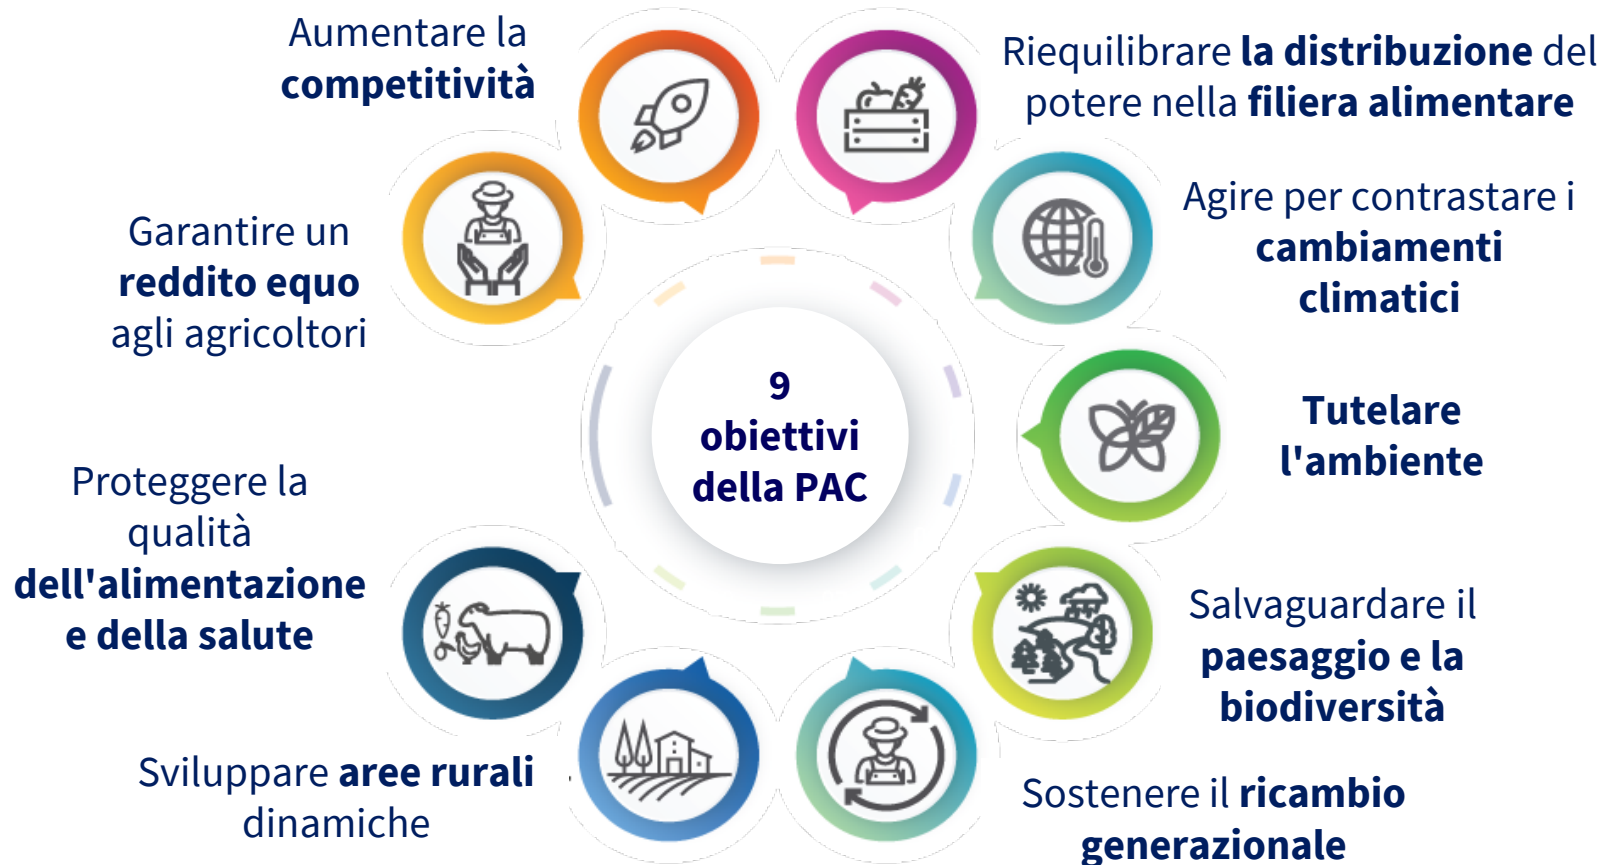 Aumentare la
competitività
Riequilibrare la distribuzione del
potere nella filiera alimentare
Garantire un
reddito equo
agli agricoltori
Agire per contrastare i
cambiamenti
climatici
9
obiettivi
della PAC
Tutelare
l'ambiente
Proteggere la
qualità
dell'alimentazione
e della salute
Salvaguardare il
paesaggio e la
biodiversità
Sviluppare aree rurali
dinamiche
Sostenere il ricambio
generazionale